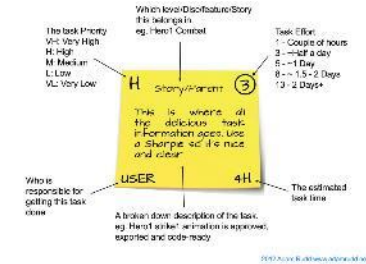 Which level/Disc/feature/Story
this belongs in.
eg. Hero1 Combat
The task Priority
VH: Very High
H: High
M: Medium
L: Low
VL: Very Low
Task Effort
1 - Couple of hours
3 - ~Half a day
5 - ~1 Day
8 - ~ 1.5 - 2 Days
13 - 2 Days+
H
Story/Parent
3
This is where all
the delicious task
information goes. Use
a Sharpie so it's nice
and clear
USER
4H
Who is
responsible for
getting this task
done
The estimated
task time
A broken down description of the task.
eg. Hero1 strike1 animation is approved,
exported and code-ready
2012